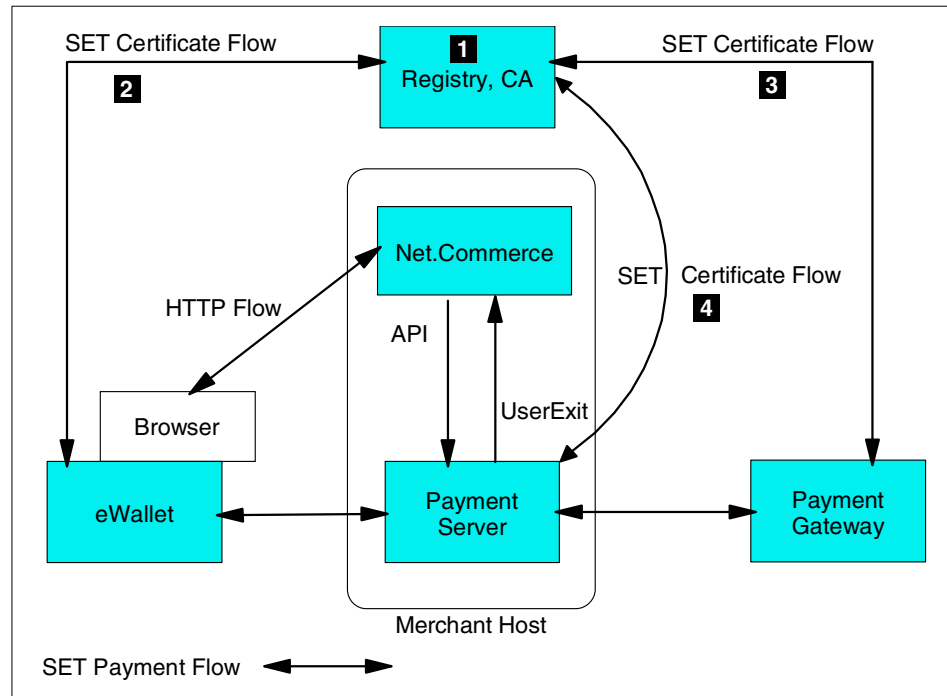 SET Certificate Flow
2
1
Registry, CA
SET Certificate Flow
3
Net.Commerce
SET Certificate Flow
4
HTTP Flow
API
UserExit
Browser
eWallet
Payment
Server
Payment
Gateway
Merchant Host
SET Payment Flow